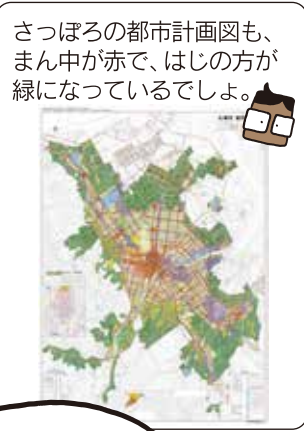 さっぽろの都市計画図も、
まん中が赤で、はじの方が
緑になっているでしょ。